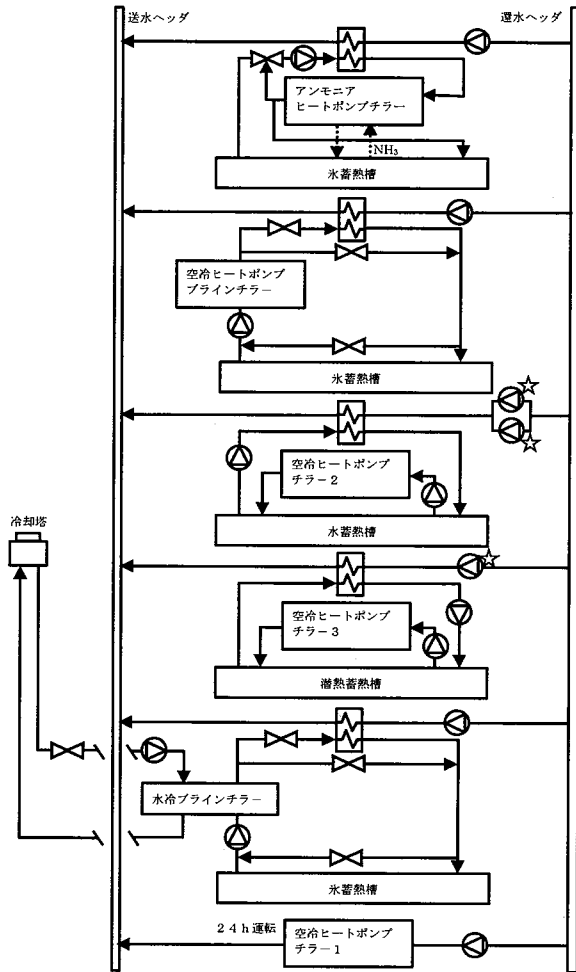 送水ヘッダ
還水ヘッダ
アンモニア
ヒートポンプチラー
NH₃
氷蓄熱槽
空冷ヒートポンプ
ブラインチラー
氷蓄熱槽
空冷ヒートポンプ
チラー2
水蓄熱槽
冷却塔
空冷ヒートポンプ
チラー3
潜熱蓄熱槽
水冷ブラインチラー
氷蓄熱槽
24h運転
空冷ヒートポンプ
チラー1